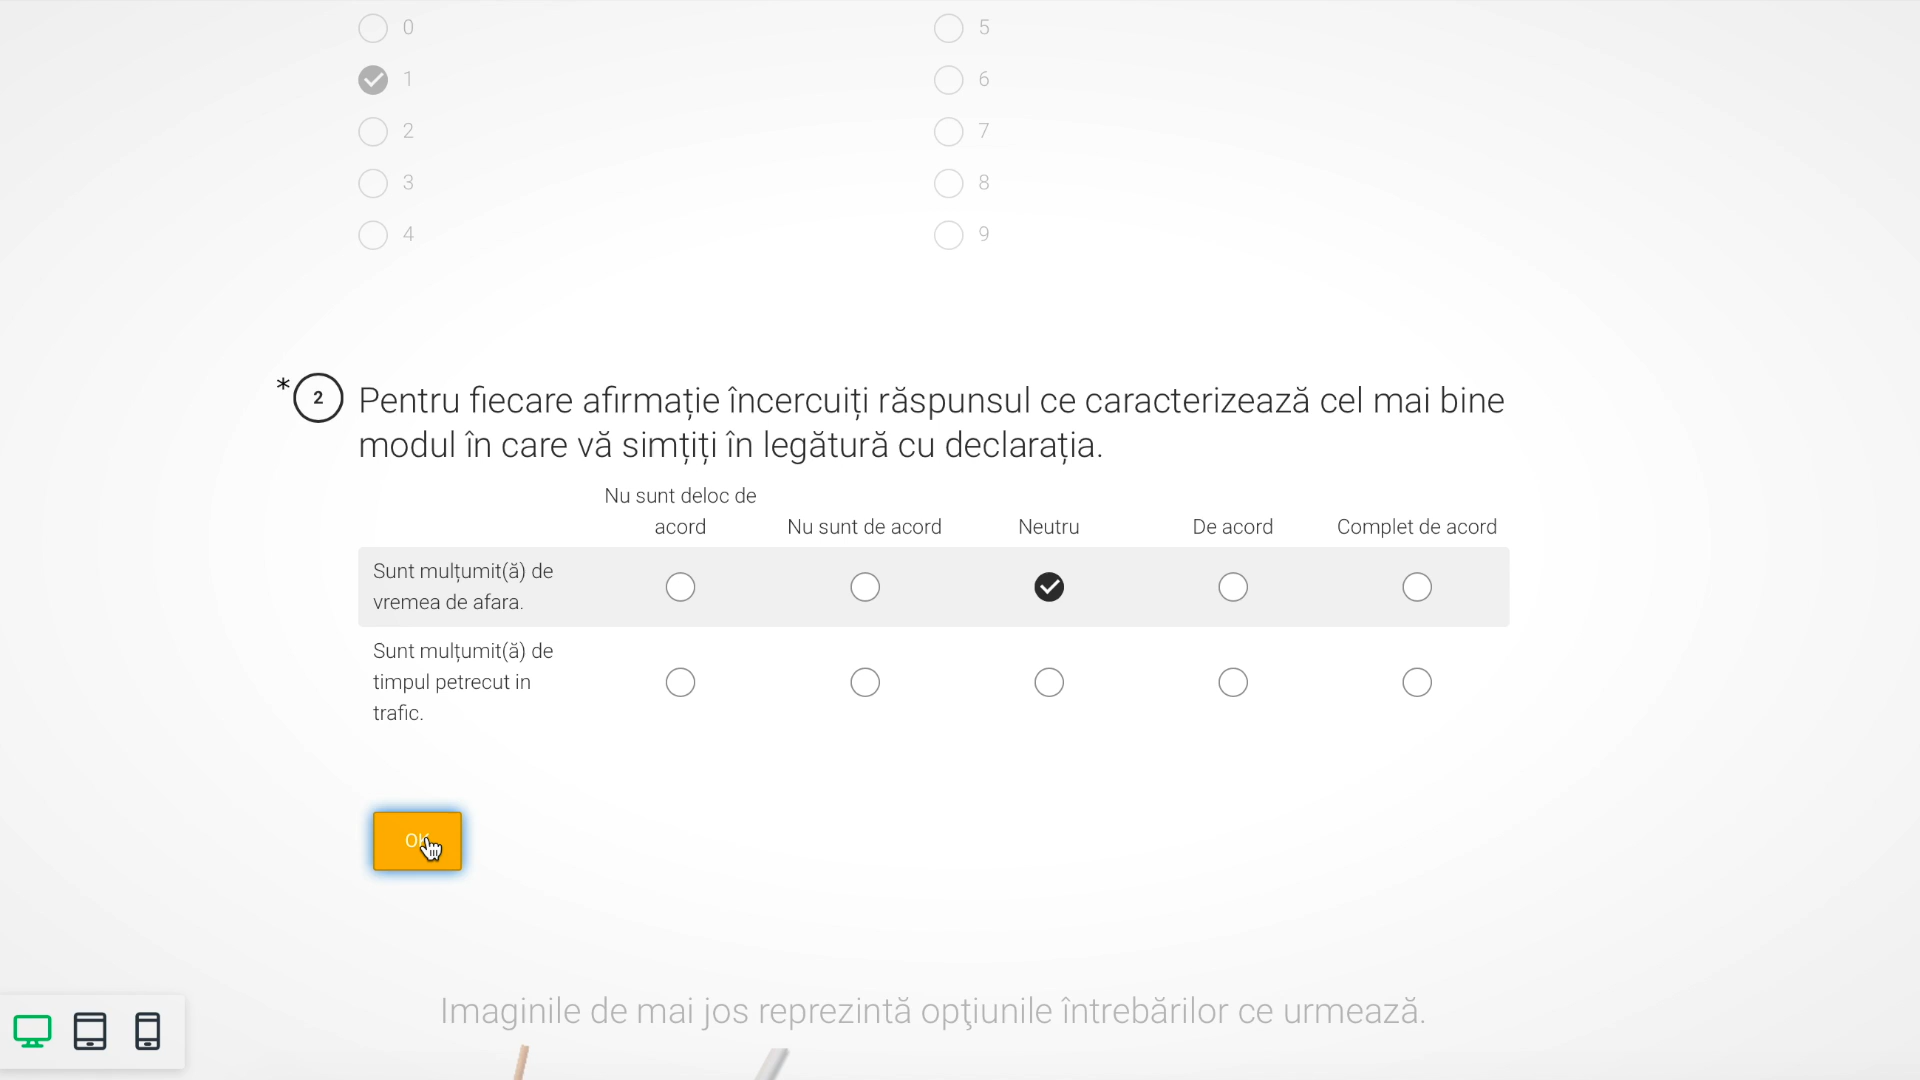 0
5
1
6
2
7
3
8
4
9
*
2
Pentru fiecare afirmație încercuiți răspunsul ce caracterizează cel mai bine
modul în care vă simțiți în legătură cu declarația.
Nu sunt deloc de
acord
Nu sunt de acord
Neutru
De acord
Complet de acord
Sunt mulțumit(ă) de
vremea de afara.
Sunt mulțumit(ă) de
timpul petrecut in
trafic.
OK
Imaginile de mai jos reprezintă opţiunile întrebărilor ce urmează.